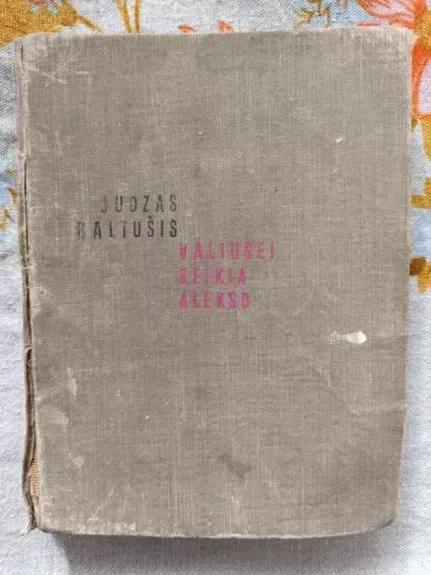 JUOZAS
BALTUŠIS
VALIUSEI
REIKIA
ALEKSO